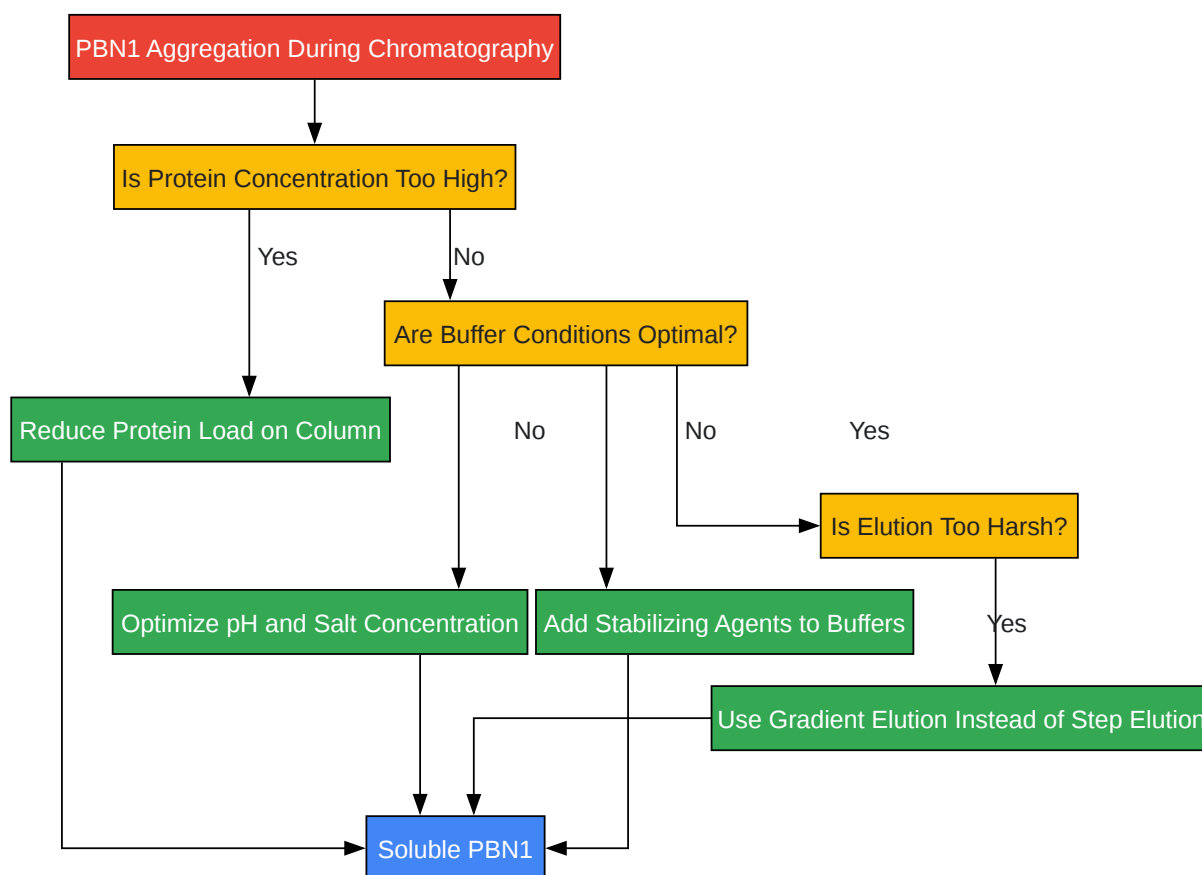 PBN1 Aggregation During Chromatography
Is Protein Concentration Too High?
Yes
No
Are Buffer Conditions Optimal?
Reduce Protein Load on Column
No
No
Yes
Is Elution Too Harsh?
Optimize pH and Salt Concentration
Add Stabilizing Agents to Buffers
Yes
Use Gradient Elution Instead of Step Elution
Soluble PBN1